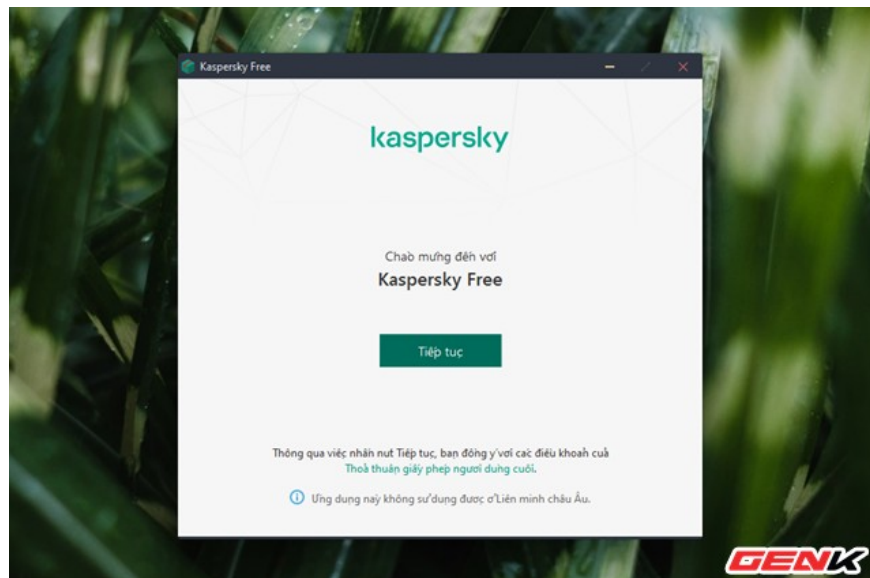 Kaspersky Free
kaspersky
Chào mừng đến với
Kaspersky Free
Tiếp tục
Thông qua việc nhấn nút Tiếp tục, bạn đồng ý với các điều khoản của
Thoả thuận giấy phép người dùng cuối.
Ứng dụng này không sử dụng được ở Liên minh châu Âu.
GENK